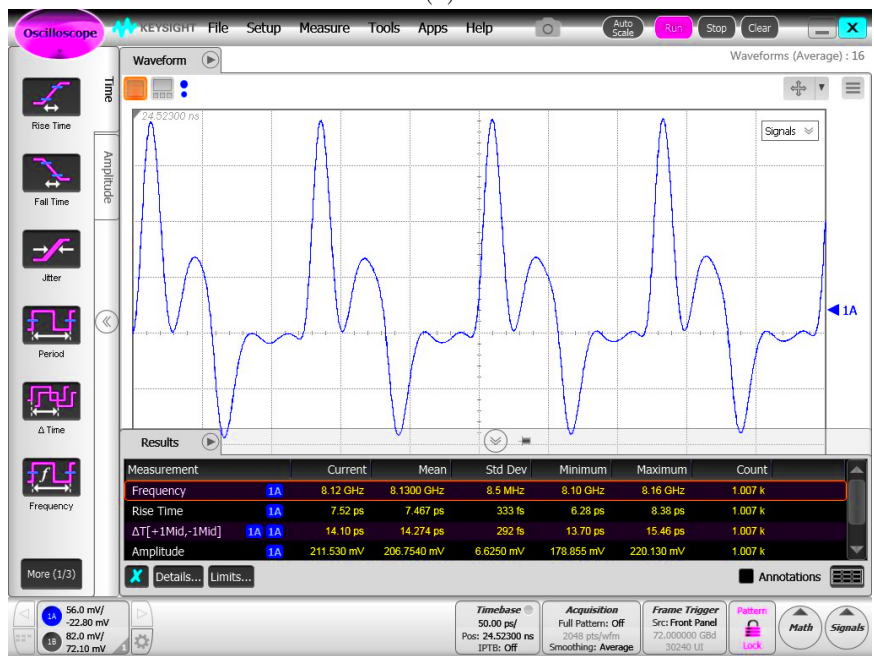 Oscilloscope KEYSIGHT File Setup Measure Tools Apps Help Auto Scale Run Stop Clear X
Waveform Waveforms (Average) : 16
Time
Amplitude
24.52300 ns
Signals
1A
Rise Time
Fall Time
Jitter
Period
Δ Time
Frequency
More (1/3)
Results
Measurement Current Mean Std Dev Minimum Maximum Count
Frequency 1A 8.12 GHz 8.1300 GHz 8.5 MHz 8.10 GHz 8.16 GHz 1.007 k
Rise Time 1A 7.52 ps 7.467 ps 333 fs 6.28 ps 8.38 ps 1.007 k
ΔT[+1Mid,-1Mid] 1A 1A 14.10 ps 14.274 ps 292 fs 13.70 ps 15.46 ps 1.007 k
Amplitude 1A 211.530 mV 206.7540 mV 6.6250 mV 178.855 mV 220.130 mV 1.007 k
Details... Limits... Annotations
1A 56.0 mV/
-22.80 mV
1B 82.0 mV/
72.10 mV
1
Timebase
50.00 ps/
Pos: 24.52300 ns
IPTB: Off
Acquisition
Full Pattern: Off
2048 pts/wfm
Smoothing: Average
Frame Trigger
Src: Front Panel
72.000000 GBd
30240 UI
Pattern
Lock
Math
Signals